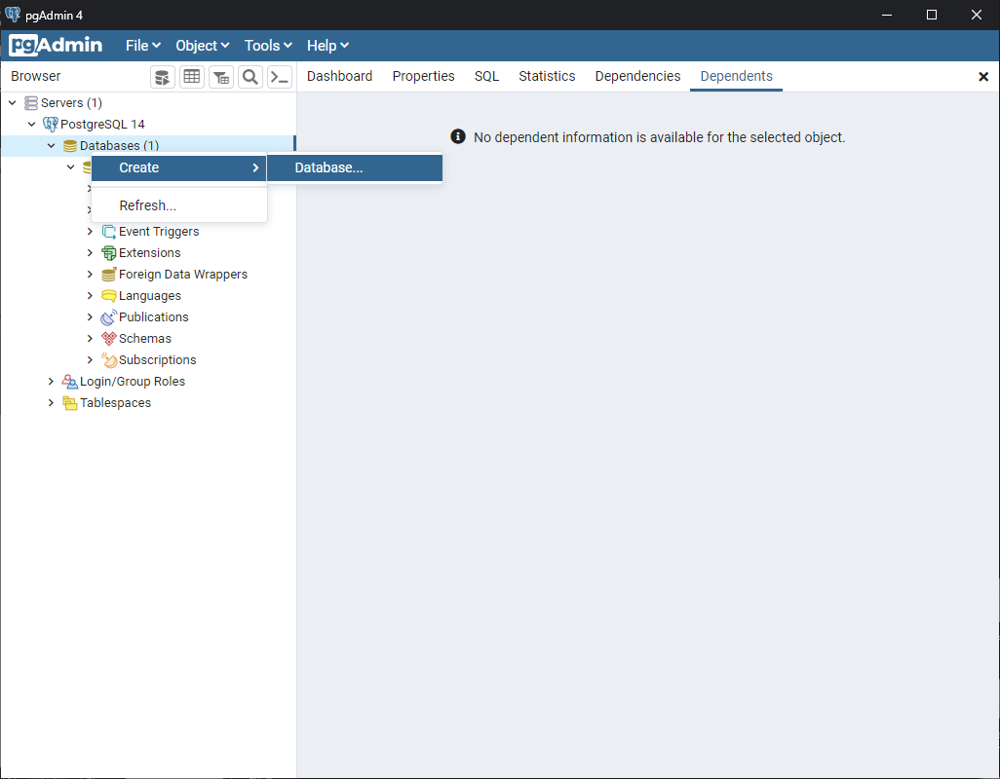 pgAdmin 4
pgAdmin File Object Tools Help
Browser
Dashboard Properties SQL Statistics Dependencies Dependents
Servers (1)
PostgreSQL 14
Databases (1)
No dependent information is available for the selected object.
Create
Database...
Refresh...
Event Triggers
Extensions
Foreign Data Wrappers
Languages
Publications
Schemas
Subscriptions
Login/Group Roles
Tablespaces